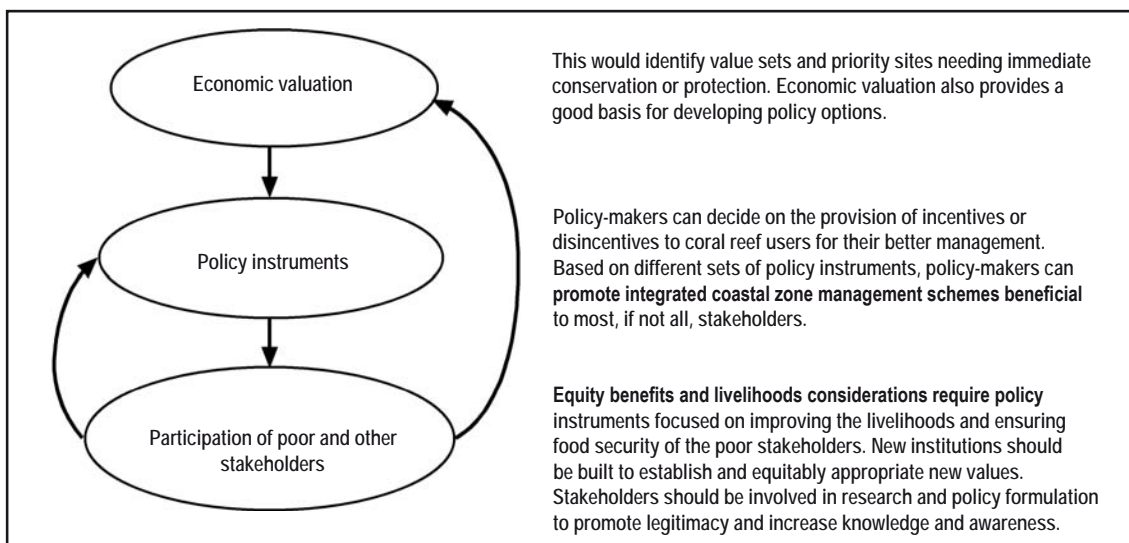 Economic valuation
This would identify value sets and priority sites needing immediate
conservation or protection. Economic valuation also provides a
good basis for developing policy options.
Policy instruments
Policy-makers can decide on the provision of incentives or
disincentives to coral reef users for their better management.
Based on different sets of policy instruments, policy-makers can
promote integrated coastal zone management schemes beneficial
to most, if not all, stakeholders.
Participation of poor and other
stakeholders
Equity benefits and livelihoods considerations require policy
instruments focused on improving the livelihoods and ensuring
food security of the poor stakeholders. New institutions should
be built to establish and equitably appropriate new values.
Stakeholders should be involved in research and policy formulation
to promote legitimacy and increase knowledge and awareness.